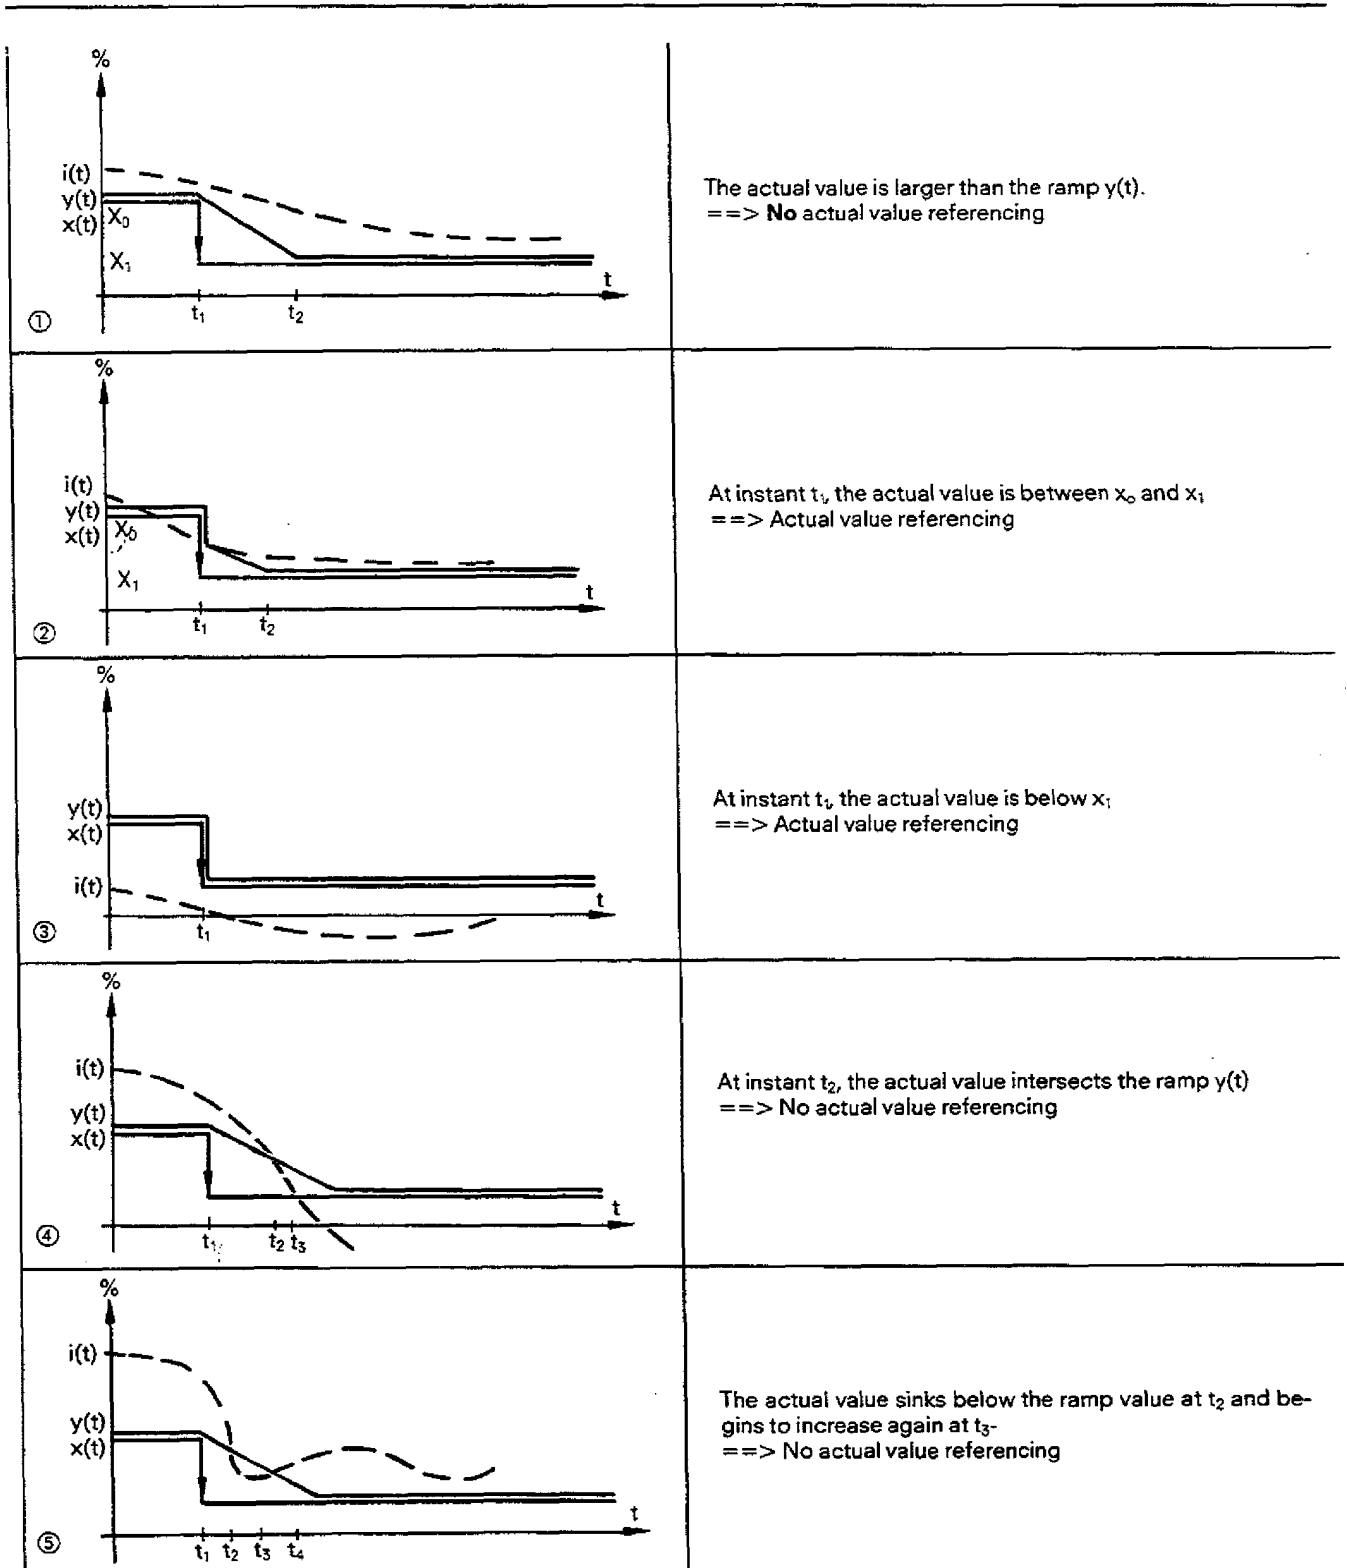 %
i(t)
y(t)
x(t)
X₀
X₁
t
t₁ t₂
①
The actual value is larger than the ramp y(t).
==> No actual value referencing
%
i(t)
y(t)
x(t)
X₀
X₁
t
t₁ t₂
②
At instant t₁, the actual value is between x₀ and x₁
==> Actual value referencing
%
y(t)
x(t)
i(t)
t
t₁
③
At instant t₁, the actual value is below x₁
==> Actual value referencing
%
i(t)
y(t)
x(t)
t
t₁ t₂ t₃
④
At instant t₂, the actual value intersects the ramp y(t)
==> No actual value referencing
%
i(t)
y(t)
x(t)
t
t₁ t₂ t₃ t₄
⑤
The actual value sinks below the ramp value at t₂ and be-
gins to increase again at t₃-
==> No actual value referencing